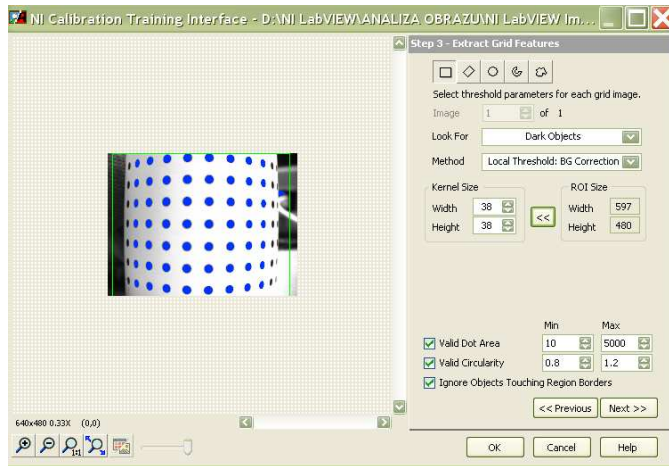 NI Calibration Training Interface - D:\NI LabVIEW\ANALIZA OBRAZU\NI LabVIEW Im...
Step 3 - Extract Grid Features
Select threshold parameters for each grid image.
Image 1 of 1
Look For Dark Objects
Method Local Threshold: BG Correction
Kernel Size ROI Size
Width 38 << Width 597
Height 38 Height 480
Min Max
Valid Dot Area 10 5000
Valid Circularity 0.8 1.2
Ignore Objects Touching Region Borders
<< Previous Next >>
640x480 0.33X (0,0)
1:1
OK Cancel Help